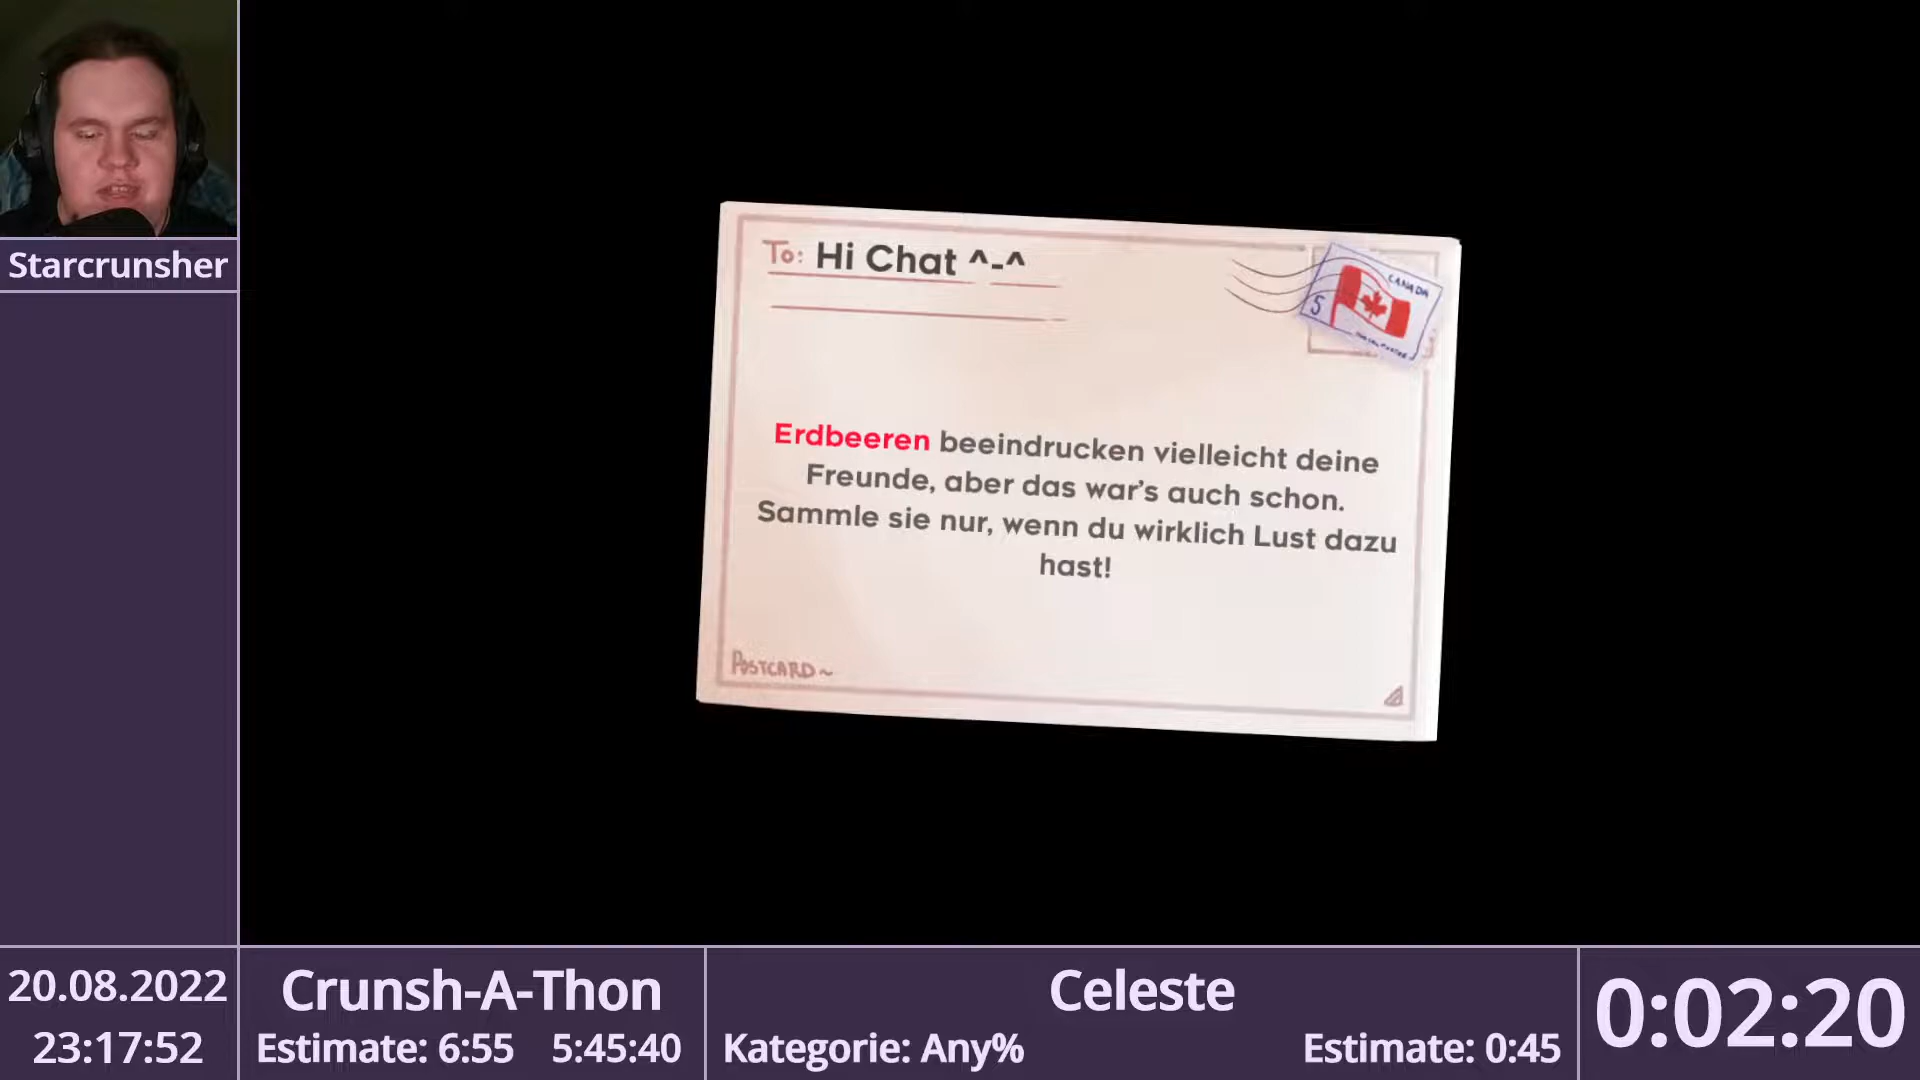 Starcrunsher
To: Hi Chat ^-^
CANADA
5
Erdbeeren beeindrucken vielleicht deine
Freunde, aber das war's auch schon.
Sammle sie nur, wenn du wirklich Lust dazu
hast!
POSTCARD~
20.08.2022
23:17:52
Crunsh-A-Thon
Estimate: 6:55 5:45:40
Celeste
Kategorie: Any% Estimate: 0:45
0:02:20